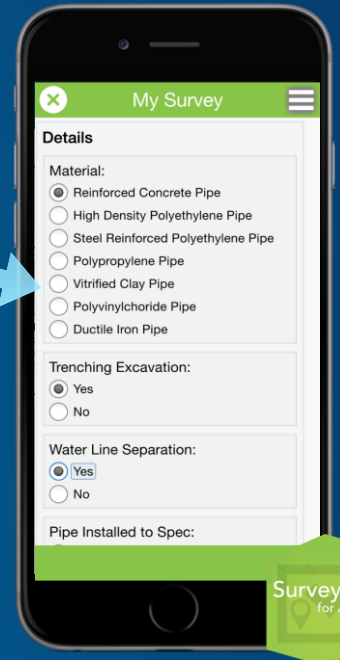 My Survey
Details
Material:
Reinforced Concrete Pipe
High Density Polyethylene Pipe
Steel Reinforced Polyethylene Pipe
Polypropylene Pipe
Vitrified Clay Pipe
Polyvinylchoride Pipe
Ductile Iron Pipe
Trenching Excavation:
Yes
No
Water Line Separation:
Yes
No
Pipe Installed to Spec:
Survey
for A